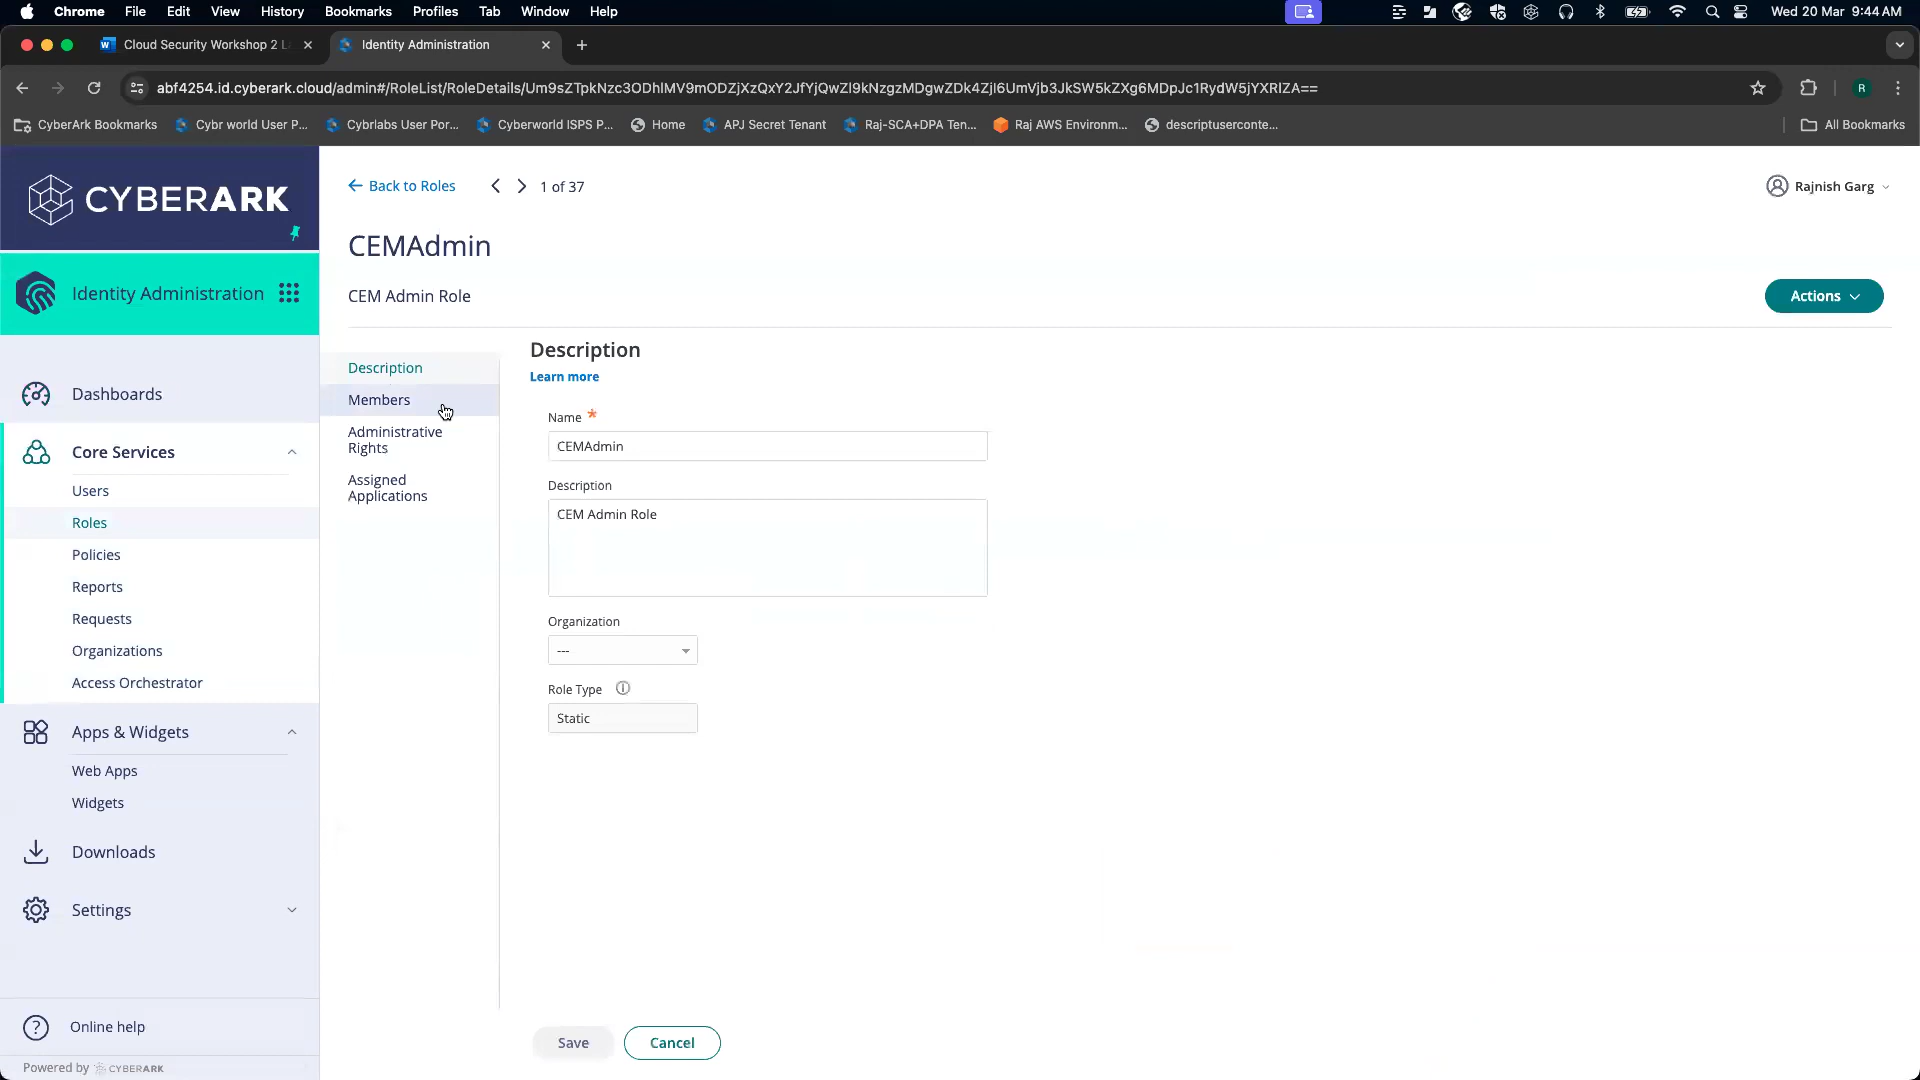 Chrome File Edit View History Bookmarks Profiles Tab Window Help Wed 20 Mar 9:44 AM
Cloud Security Workshop 2 L Identity Administration
abf4254.id.cyberark.cloud/admin#/RoleList/RoleDetails/
CyberArk Bookmarks Cybr world User P... Cybrlabs User Por... Cyberworld ISPS P... Home APJ Secret Tenant Raj-SCA+DPA Ten... Raj AWS Environm... descriptuserconte... All Bookmarks
CYBERARK
Identity Administration
Dashboards
Core Services
Users
Roles
Policies
Reports
Requests
Organizations
Access Orchestrator
Apps & Widgets
Web Apps
Widgets
Downloads
Settings
Online help
Powered by CYBERARK
Back to Roles 1 of 37
Rajnish Garg
CEMAdmin
CEM Admin Role
Actions
Description
Members
Administrative
Rights
Assigned
Applications
Description
Learn more
Name *
CEMAdmin
Description
CEM Admin Role
Organization
---
Role Type
Static
Save Cancel